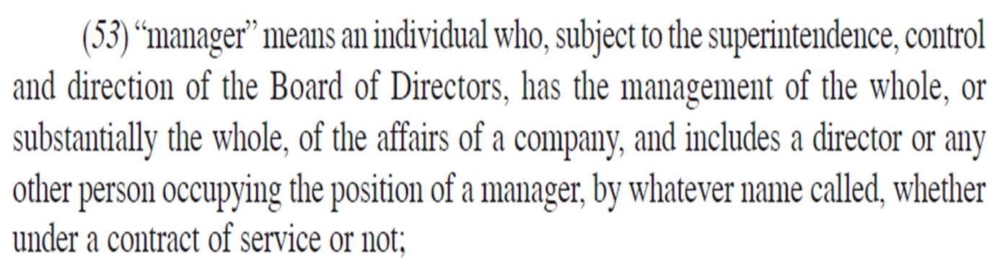 (53) “manager” means an individual who, subject to the superintendence, control
and direction of the Board of Directors, has the management of the whole, or
substantially the whole, of the affairs of a company, and includes a director or any
other person occupying the position of a manager, by whatever name called, whether
under a contract of service or not;